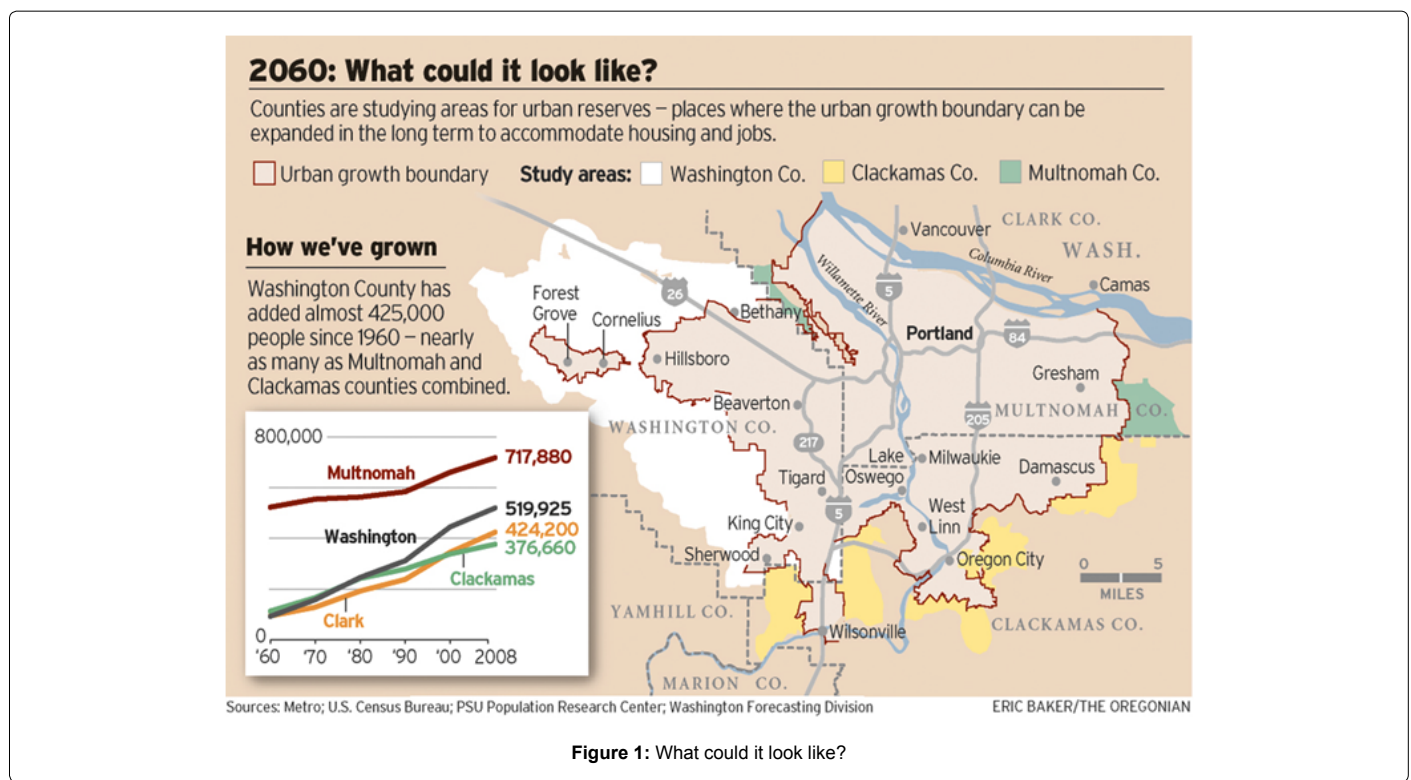 2060: What could it look like?
Counties are studying areas for urban reserves – places where the urban growth boundary can be
expanded in the long term to accommodate housing and jobs.
Urban growth boundary Study areas: Washington Co. Clackamas Co. Multnomah Co.
How we've grown
Washington County has
added almost 425,000
people since 1960 – nearly
as many as Multnomah and
Clackamas counties combined.
800,000
Multnomah
717,880
Washington
519,925
424,200
376,660
Clackamas
Clark
0
'60 '70 '80 '90 '00 2008
Vancouver
CLARK CO.
WASH.
Columbia River
Willamette River
Camas
26
5
Forest
Grove
Cornelius
Bethany
Portland
84
Hillsboro
Gresham
Beaverton
205
MULTNOMAH CO.
WASHINGTON CO.
217
Lake
Oswego
Milwaukie
Damascus
Tigard
5
West
Linn
King City
Sherwood
Oregon City
0 5
MILES
YAMHILL CO.
Wilsonville
CLACKAMAS CO.
MARION CO.
Sources: Metro; U.S. Census Bureau; PSU Population Research Center; Washington Forecasting Division
ERIC BAKER/THE OREGONIAN
Figure 1: What could it look like?